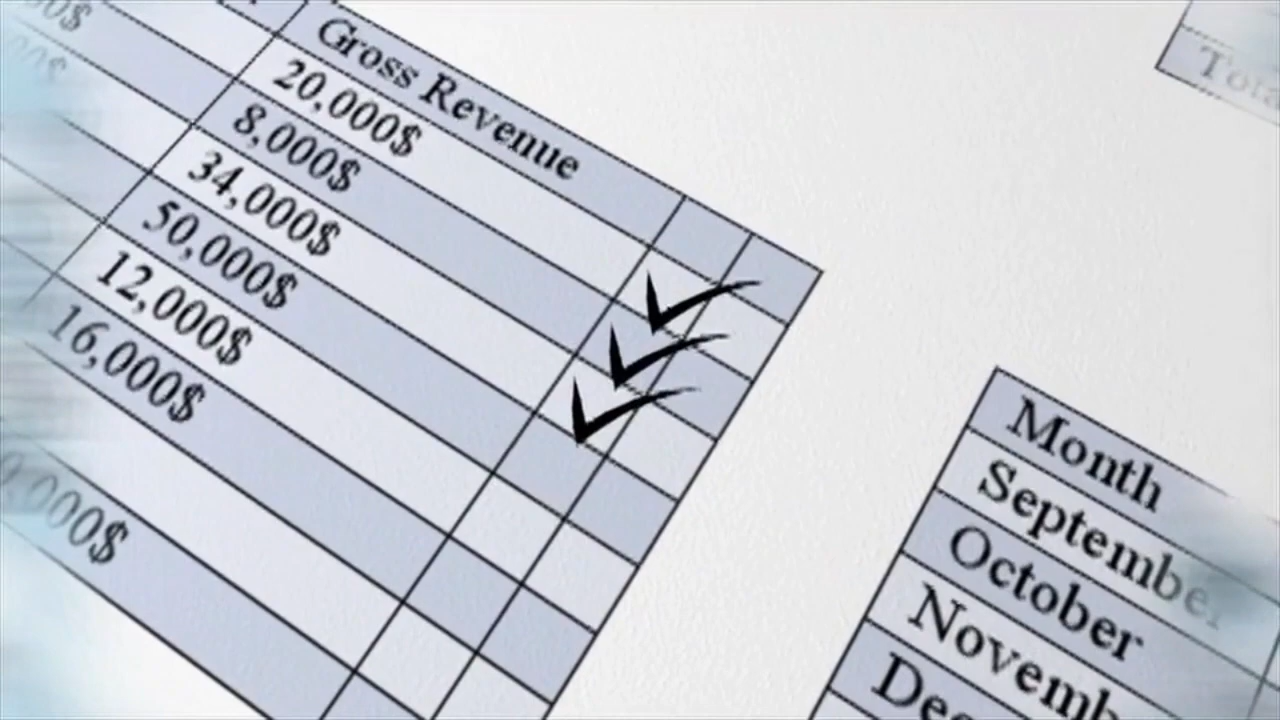 Gross Revenue
20,000$
8,000$
34,000$
50,000$
12,000$
16,000$
Month
September
October